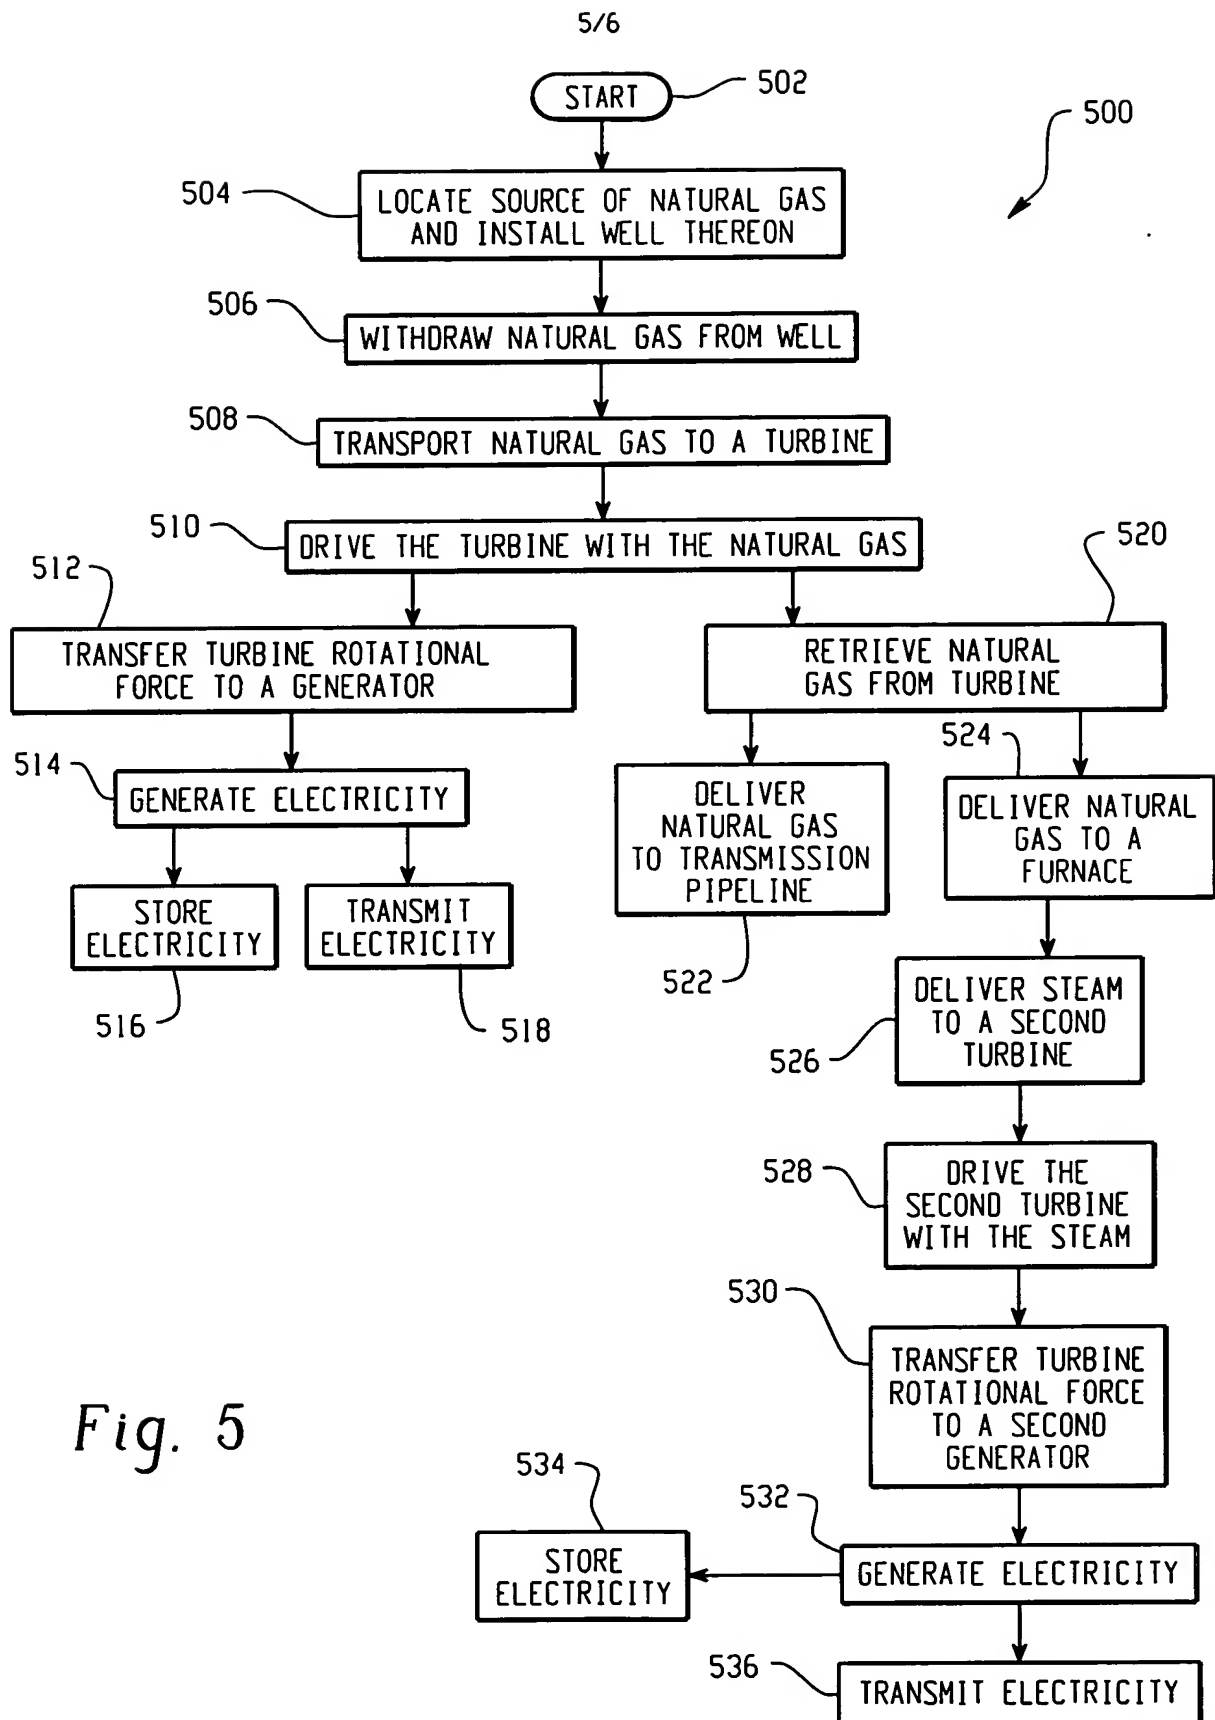 5/6
START
502
500
504
LOCATE SOURCE OF NATURAL GAS
AND INSTALL WELL THEREON
506
WITHDRAW NATURAL GAS FROM WELL
508
TRANSPORT NATURAL GAS TO A TURBINE
510
DRIVE THE TURBINE WITH THE NATURAL GAS
512
TRANSFER TURBINE ROTATIONAL
FORCE TO A GENERATOR
514
GENERATE ELECTRICITY
STORE
ELECTRICITY
516
TRANSMIT
ELECTRICITY
518
520
RETRIEVE NATURAL
GAS FROM TURBINE
DELIVER
NATURAL GAS
TO TRANSMISSION
PIPELINE
522
524
DELIVER NATURAL
GAS TO A
FURNACE
DELIVER STEAM
TO A SECOND
TURBINE
526
528
DRIVE THE
SECOND TURBINE
WITH THE STEAM
530
TRANSFER TURBINE
ROTATIONAL FORCE
TO A SECOND
GENERATOR
532
GENERATE ELECTRICITY
534
STORE
ELECTRICITY
536
TRANSMIT ELECTRICITY
Fig. 5